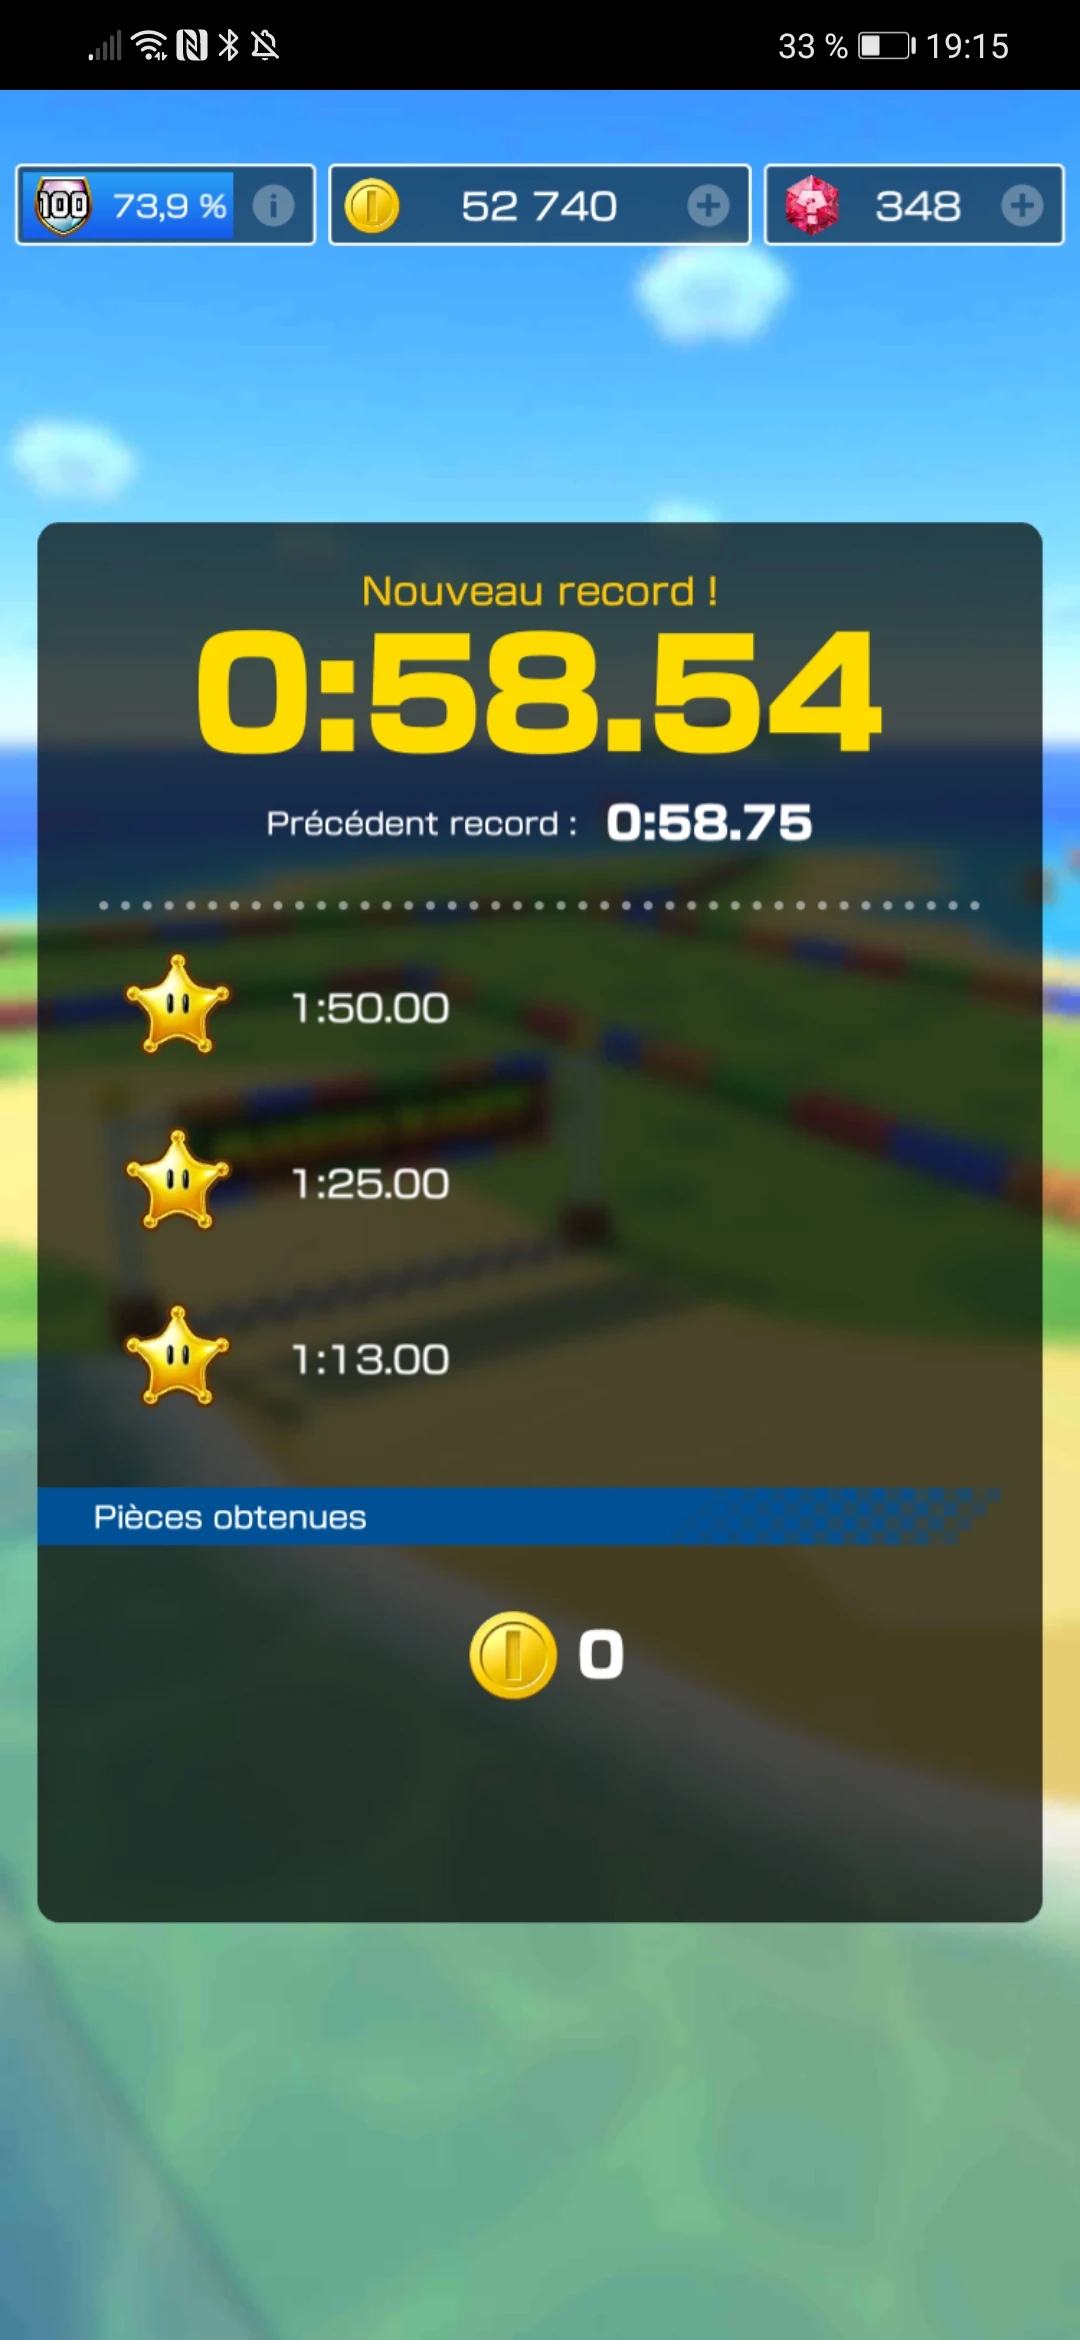 33 % 19:15
100 73,9 % i 52 740 + ? 348 +
Nouveau record !
0:58.54
Précédent record : 0:58.75
1:50.00
1:25.00
1:13.00
Pièces obtenues
0